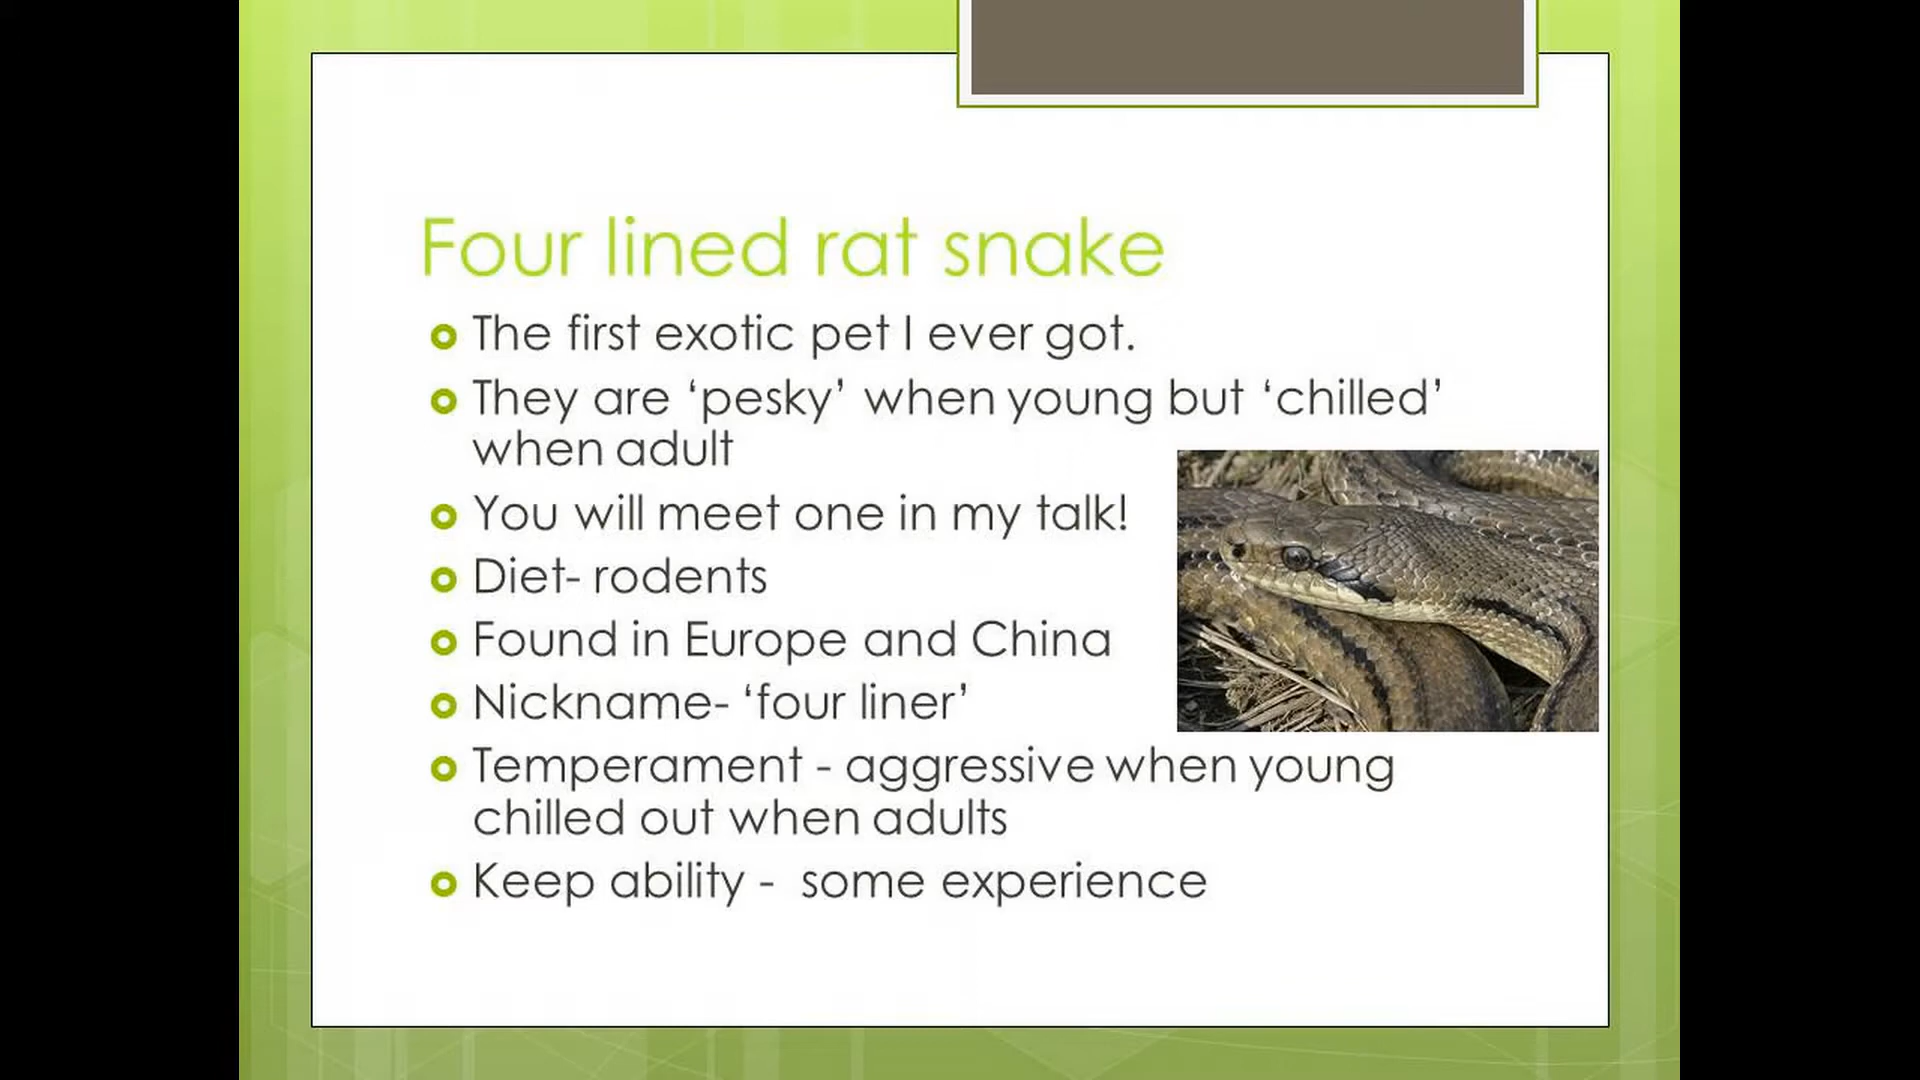 Four lined rat snake
The first exotic pet I ever got.
They are ‘pesky’ when young but ‘chilled’
when adult
You will meet one in my talk!
Diet- rodents
Found in Europe and China
Nickname- ‘four liner’
Temperament - aggressive when young
chilled out when adults
Keep ability -  some experience